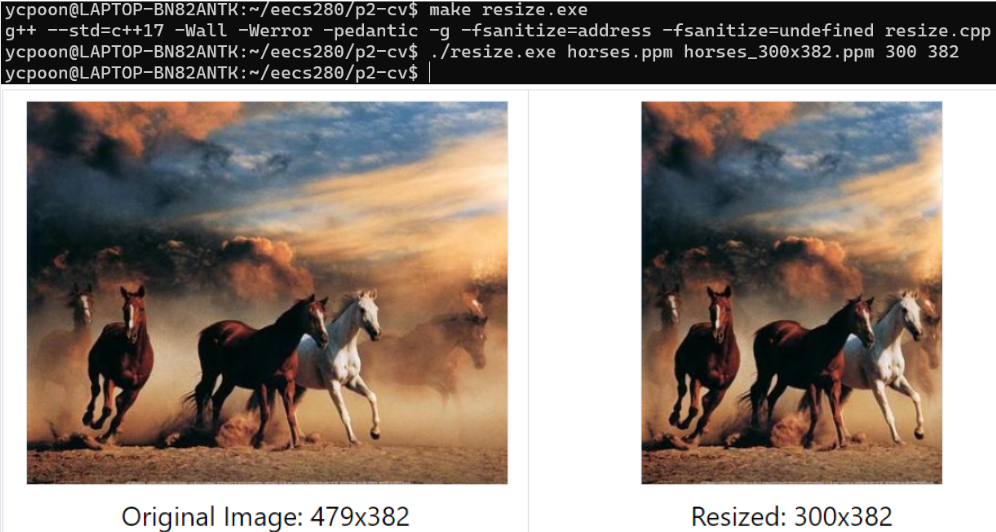 ycpoon@LAPTOP-BN82ANTK:~/eecs280/p2-cv$ make resize.exe
g++ --std=c++17 -Wall -Werror -pedantic -g -fsanitize=address -fsanitize=undefined resize.cpp
ycpoon@LAPTOP-BN82ANTK:~/eecs280/p2-cv$ ./resize.exe horses.ppm horses_300x382.ppm 300 382
ycpoon@LAPTOP-BN82ANTK:~/eecs280/p2-cv$
Original Image: 479x382
Resized: 300x382